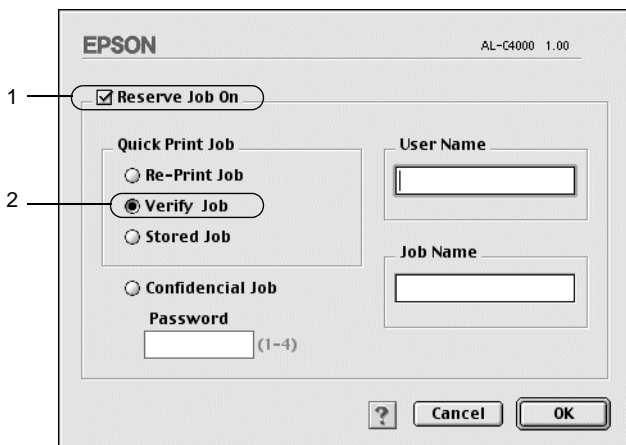 EPSON AL-C4000 1.00
1 Reserve Job On
Quick Print Job
Re-Print Job
2 Verify Job
Stored Job
Confidencial Job
Password
(1-4)
User Name
Job Name
? Cancel OK